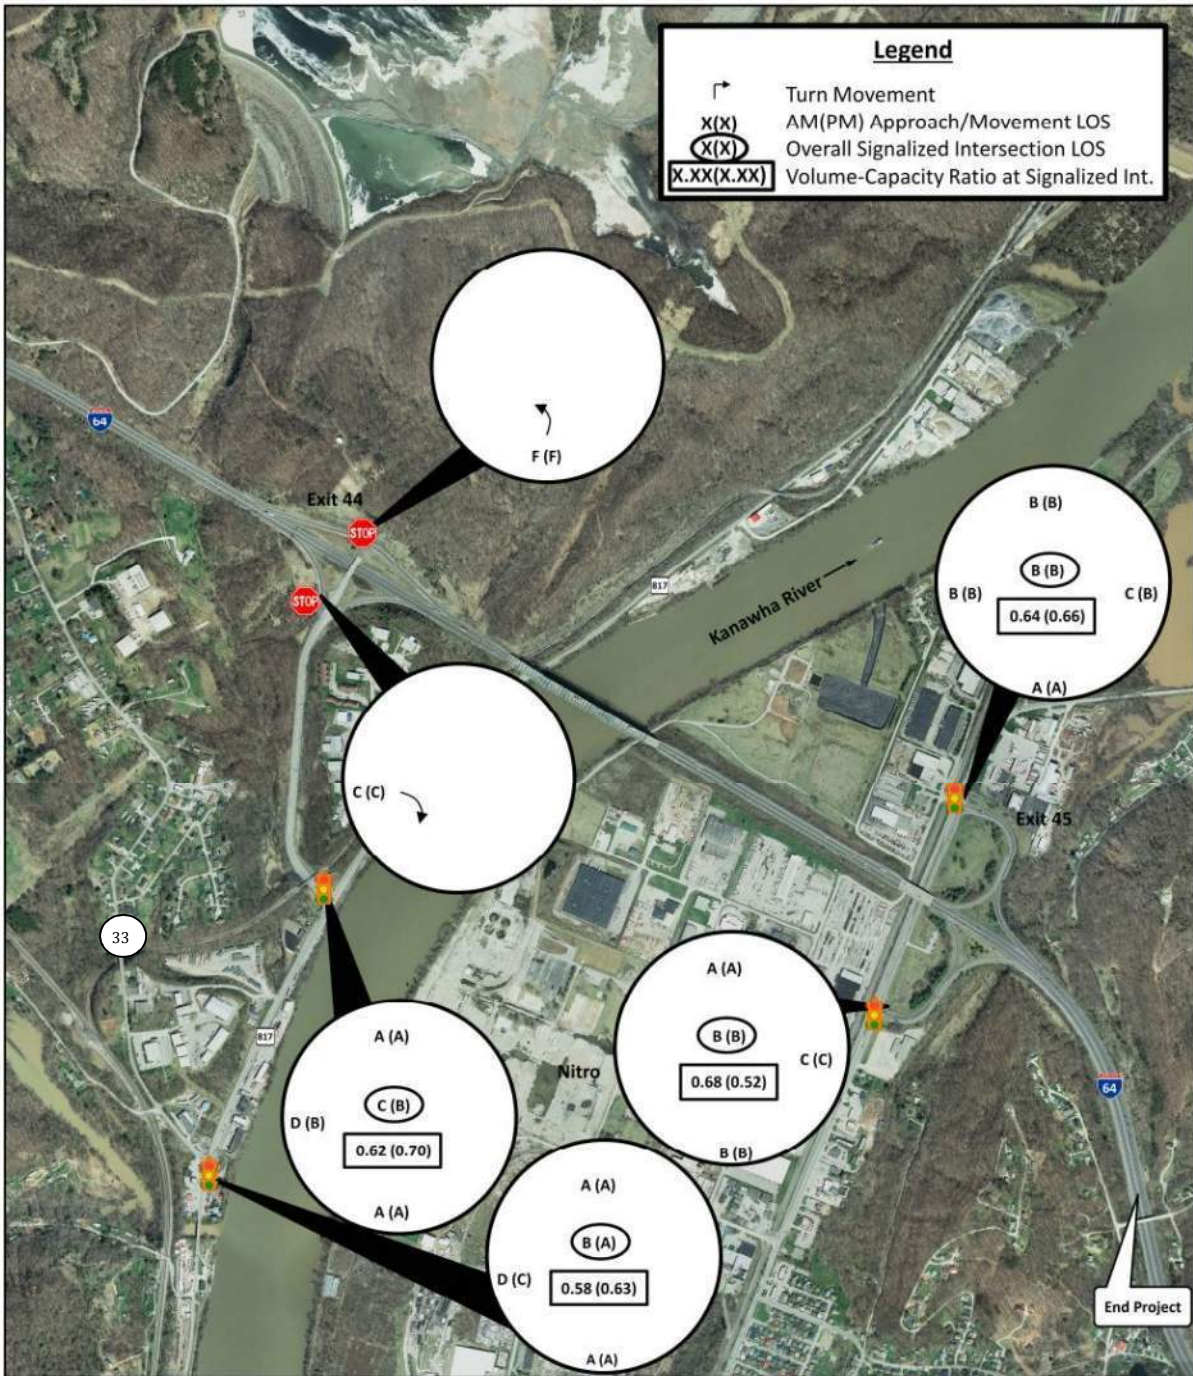 Legend
Turn Movement
X(X) AM(PM) Approach/Movement LOS
X(X) Overall Signalized Intersection LOS
X.XX(X.XX) Volume-Capacity Ratio at Signalized Int.
F (F)
64
Exit 44
STOP
STOP
817
Kanawha River
B (B)
B (B)
B (B)
C (B)
0.64 (0.66)
A (A)
C (C)
Exit 45
33
817
A (A)
B (B)
C (C)
0.68 (0.52)
B (B)
Nitro
64
A (A)
C (B)
D (B)
0.62 (0.70)
A (A)
A (A)
B (A)
D (C)
0.58 (0.63)
A (A)
End Project